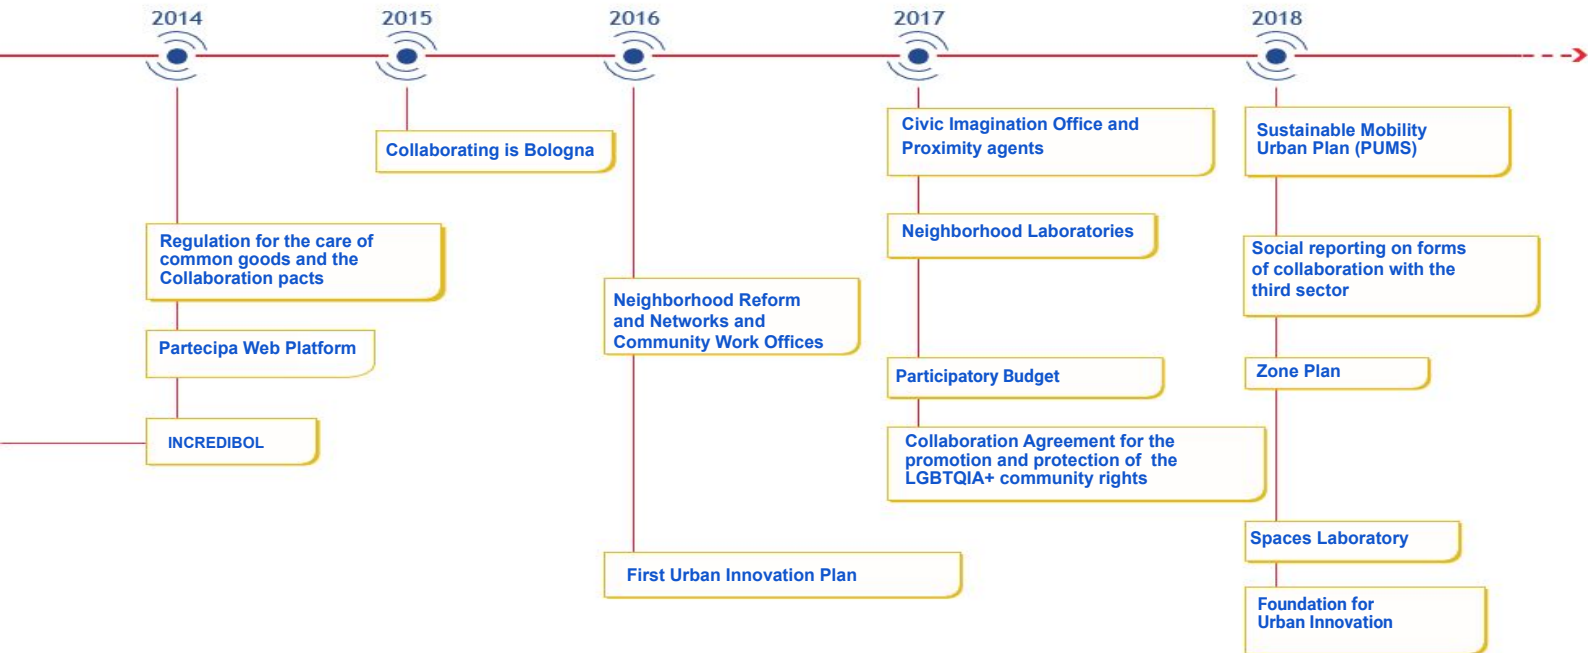 2014
2015
2016
2017
2018
Regulation for the care of
common goods and the
Collaboration pacts
Partecipa Web Platform
INCREDIBOL
Collaborating is Bologna
Neighborhood Reform
and Networks and
Community Work Offices
First Urban Innovation Plan
Civic Imagination Office and
Proximity agents
Neighborhood Laboratories
Participatory Budget
Collaboration Agreement for the
promotion and protection of the
LGBTQIA+ community rights
Sustainable Mobility
Urban Plan (PUMS)
Social reporting on forms
of collaboration with the
third sector
Zone Plan
Spaces Laboratory
Foundation for
Urban Innovation